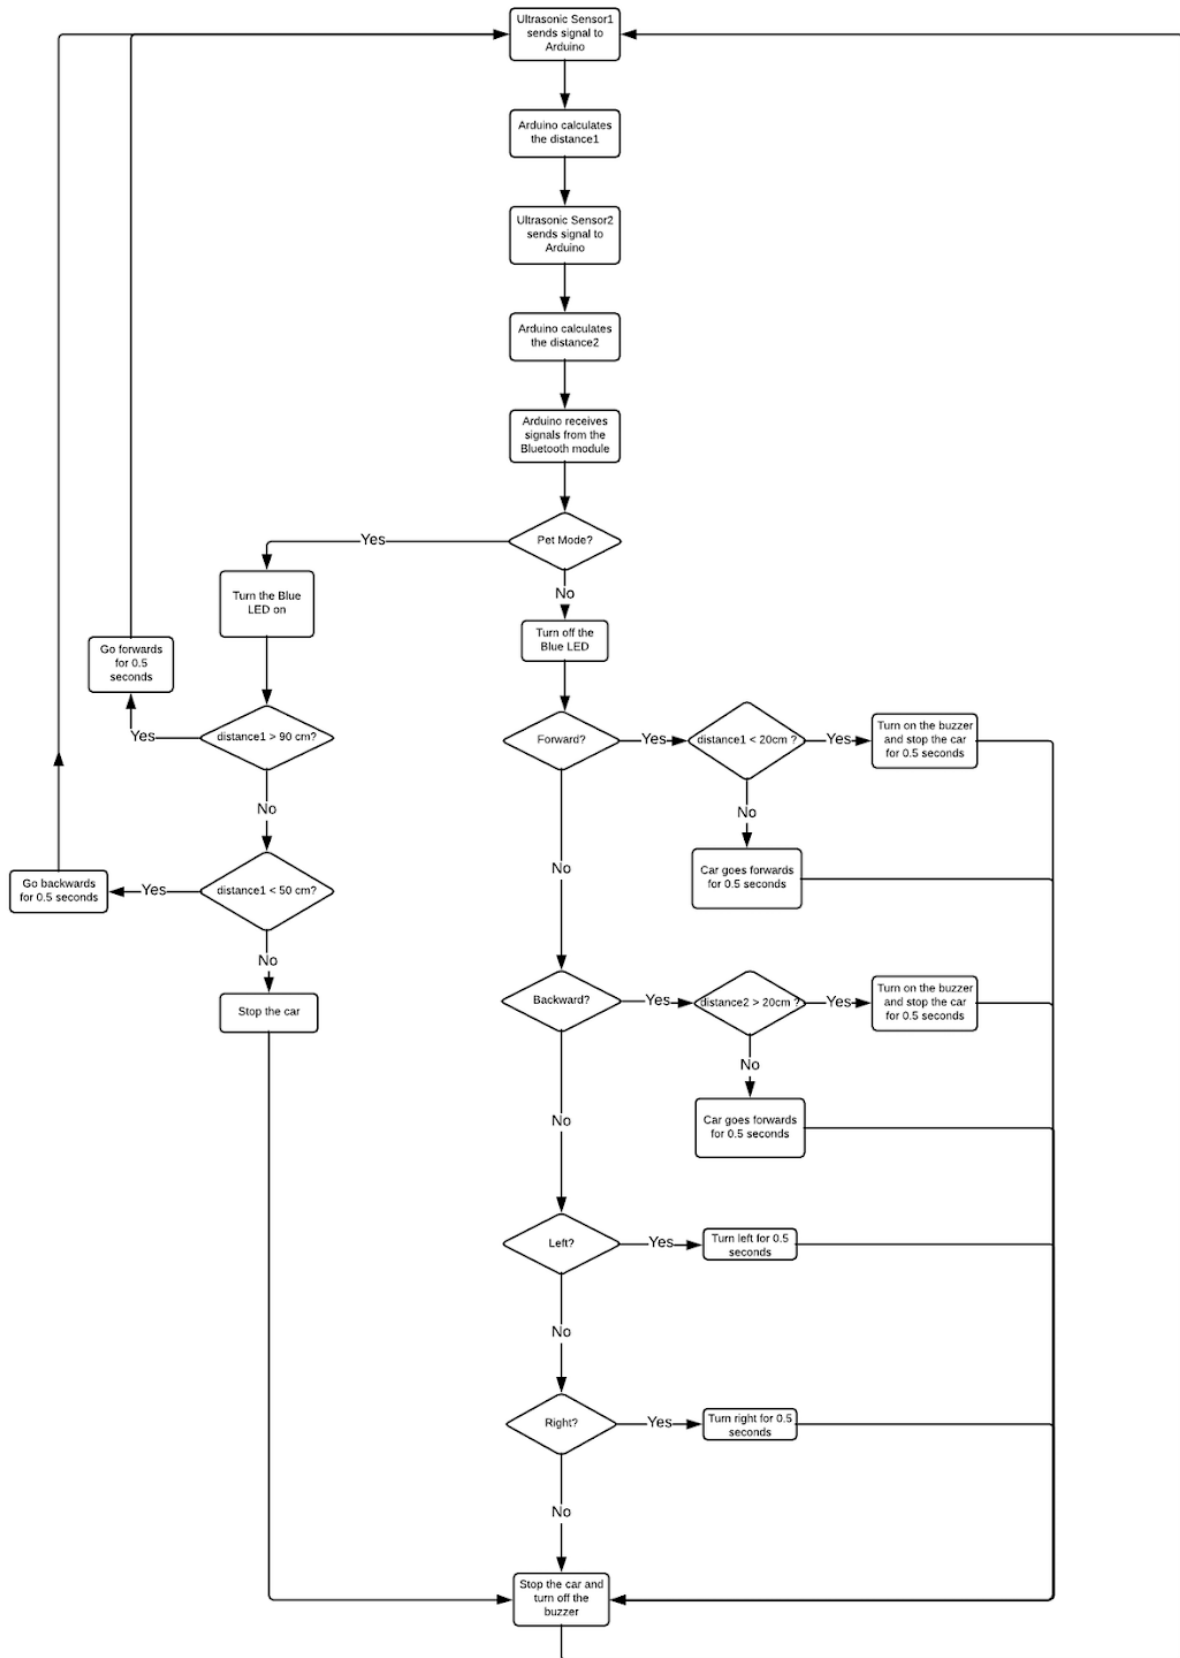 Ultrasonic Sensor1
sends signal to
Arduino
Arduino calculates
the distance1
Ultrasonic Sensor2
sends signal to
Arduino
Arduino calculates
the distance2
Arduino receives
signals from the
Bluetooth module
Pet Mode?
Yes
No
Turn the Blue
LED on
Turn off the
Blue LED
Go forwards
for 0.5
seconds
Yes
distance1 > 90 cm?
No
Go backwards
for 0.5 seconds
Yes
distance1 < 50 cm?
No
Stop the car
Forward?
Yes
distance1 < 20cm ?
Yes
Turn on the buzzer
and stop the car
for 0.5 seconds
No
Car goes forwards
for 0.5 seconds
No
Backward?
Yes
distance2 > 20cm ?
Yes
Turn on the buzzer
and stop the car
for 0.5 seconds
No
Car goes forwards
for 0.5 seconds
No
Left?
Yes
Turn left for 0.5
seconds
No
Right?
Yes
Turn right for 0.5
seconds
No
Stop the car and
turn off the
buzzer